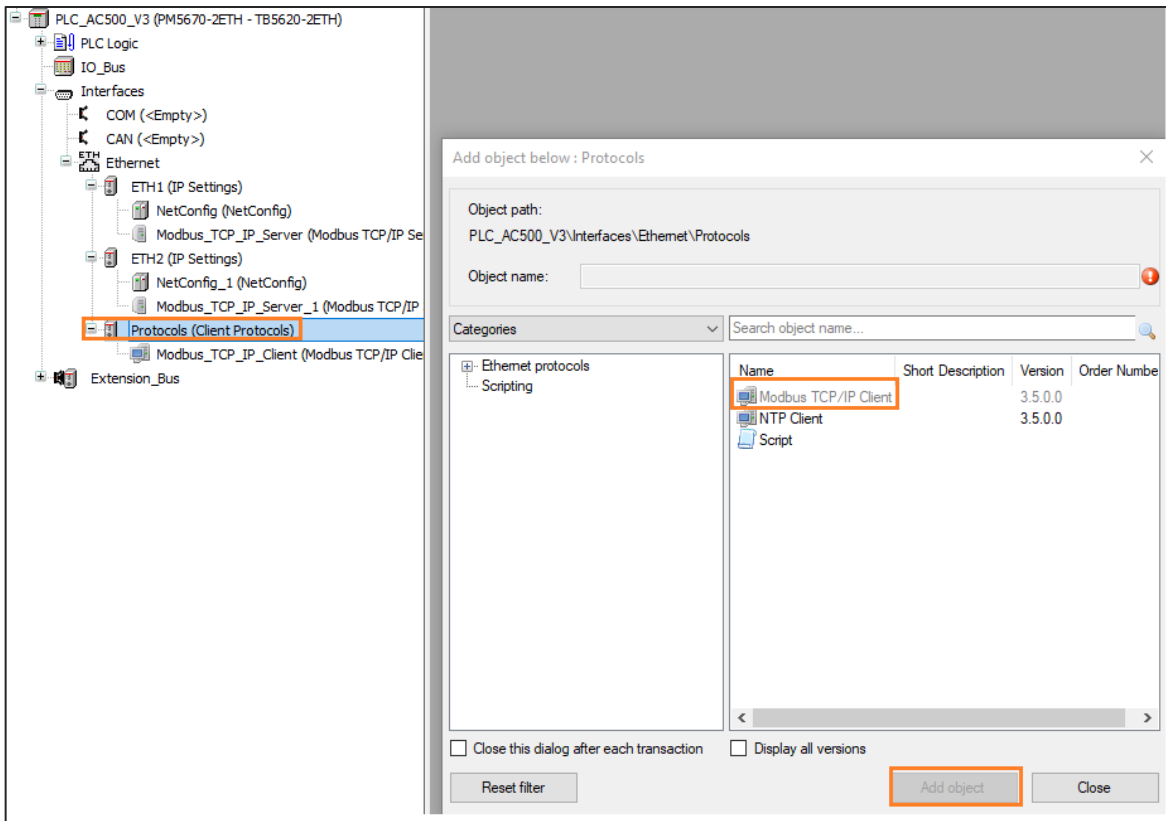 PLC_AC500_V3 (PM5670-2ETH - TB5620-2ETH)
PLC Logic
IO_Bus
Interfaces
COM (<Empty>)
CAN (<Empty>)
ETH
Ethernet
ETH1 (IP Settings)
NetConfig (NetConfig)
Modbus_TCP_IP_Server (Modbus TCP/IP Se
ETH2 (IP Settings)
NetConfig_1 (NetConfig)
Modbus_TCP_IP_Server_1 (Modbus TCP/IP
Protocols (Client Protocols)
Modbus_TCP_IP_Client (Modbus TCP/IP Clie
Extension_Bus
Add object below : Protocols
Object path:
PLC_AC500_V3\Interfaces\Ethernet\Protocols
Object name:
Categories
Search object name...
Ethernet protocols
Scripting
Name Short Description Version Order Numbe
Modbus TCP/IP Client 3.5.0.0
NTP Client 3.5.0.0
Script
Close this dialog after each transaction
Display all versions
Reset filter
Add object
Close